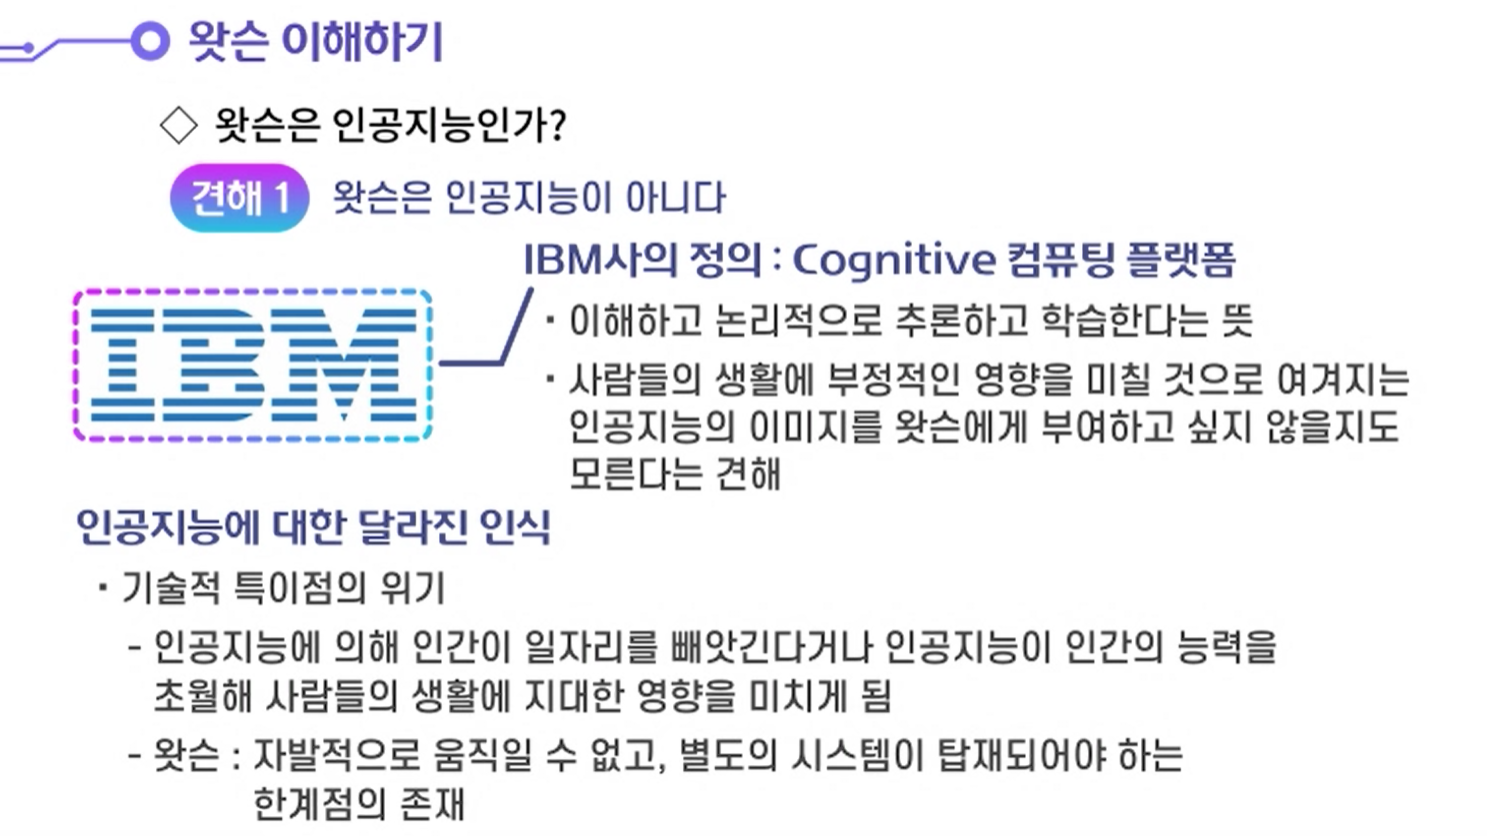 왓슨 이해하기
◇ 왓슨은 인공지능인가?
견해 1 왓슨은 인공지능이 아니다
IBM사의 정의 : Cognitive 컴퓨팅 플랫폼
IBM
· 이해하고 논리적으로 추론하고 학습한다는 뜻
· 사람들의 생활에 부정적인 영향을 미칠 것으로 여겨지는
인공지능의 이미지를 왓슨에게 부여하고 싶지 않을지도
모른다는 견해
인공지능에 대한 달라진 인식
· 기술적 특이점의 위기
- 인공지능에 의해 인간이 일자리를 빼앗긴다거나 인공지능이 인간의 능력을
초월해 사람들의 생활에 지대한 영향을 미치게 됨
- 왓슨 : 자발적으로 움직일 수 없고, 별도의 시스템이 탑재되어야 하는
한계점의 존재